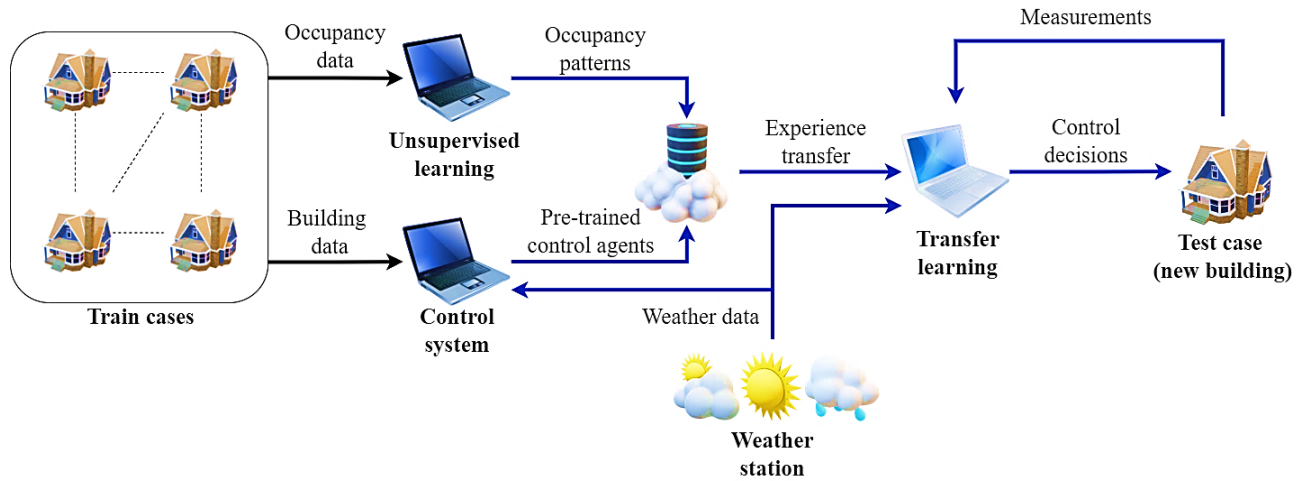 Measurements
Occupancy
data
Occupancy
patterns
Unsupervised
learning
Experience
transfer
Control
decisions
Building
data
Pre-trained
control agents
Transfer
learning
Test case
(new building)
Train cases
Control
system
Weather data
Weather
station